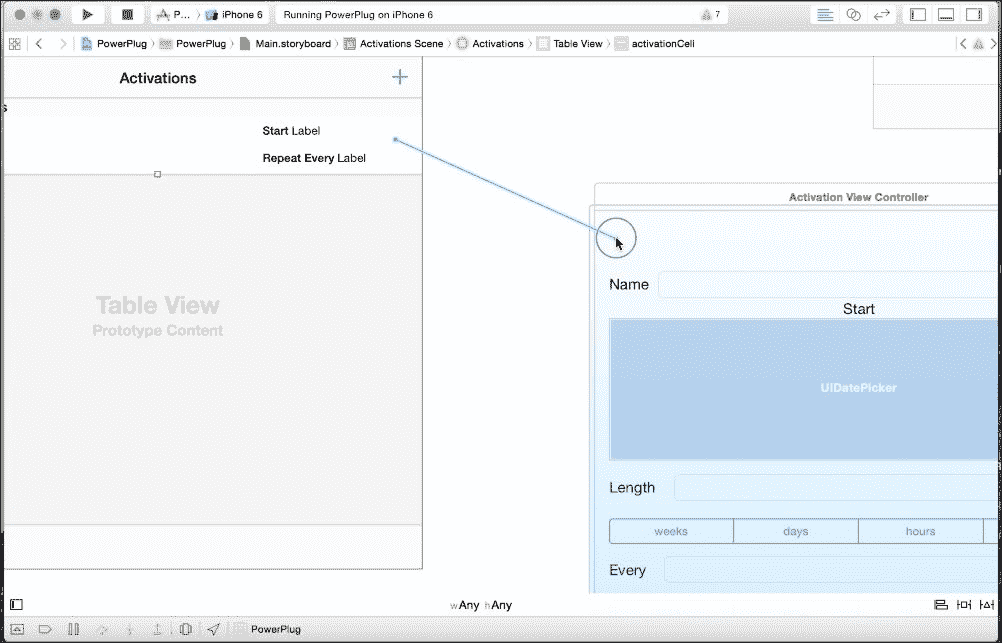 P... iPhone 6 Running PowerPlug on iPhone 6 7
PowerPlug PowerPlug Main.storyboard Activations Scene Activations Table View activationCell
Activations
s
Start Label
Repeat Every Label
Activation View Controller
Name
Start
Table View
Prototype Content
UIDatePicker
Length
weeks days hours
Every
wAny hAny
PowerPlug